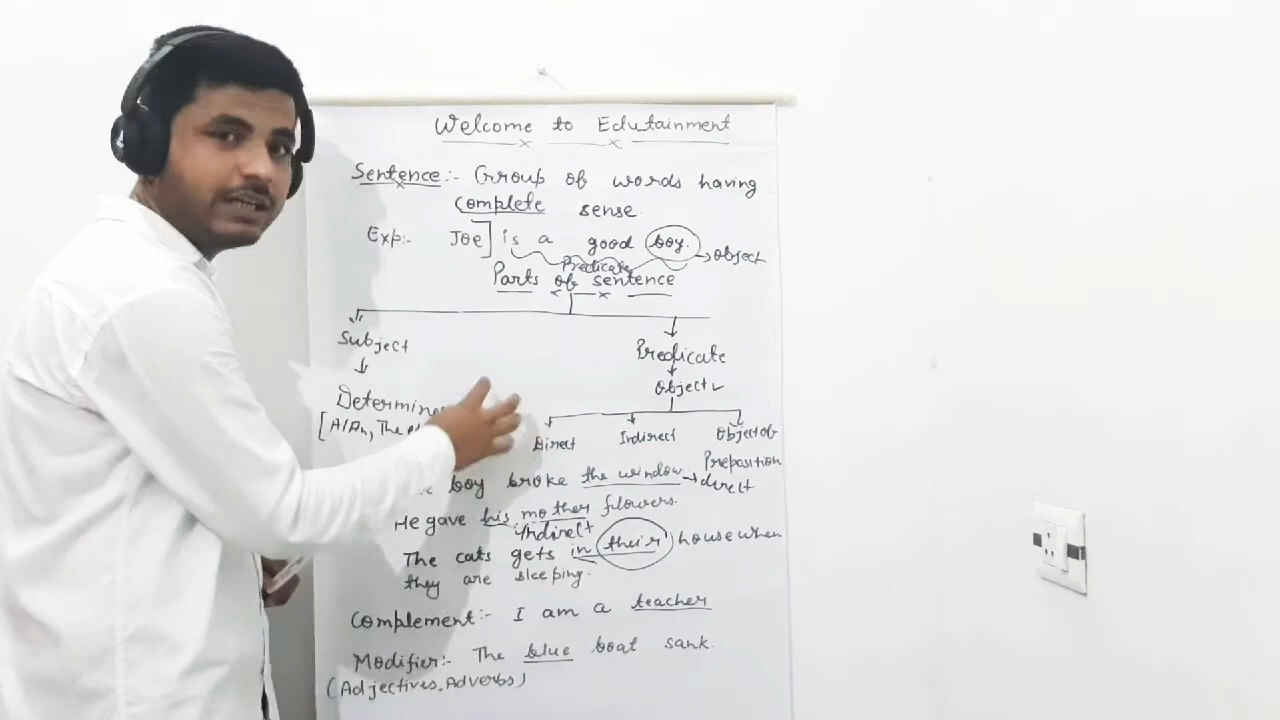 Welcome to Edutainment
Sentence:- Group of words having
complete sense
Exp:- Joe] is a good boy. → object
Predicate
Parts of sentence
Subject
Predicate
Object
Determine
[A/An, The
Direct Indirect Object of
Preposition
boy broke the window → direct
He gave his mother flowers.
Indirect
The cats gets in their house when
they are sleeping.
Complement:- I am a teacher
Modifier:- The blue boat sank.
(Adjectives, Adverbs)